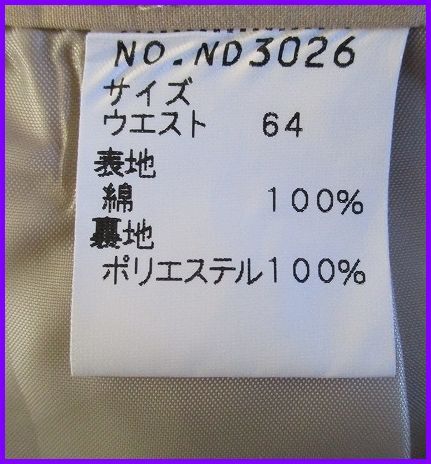 NO.ND3026
サイズ
ウエスト 64
表地
綿 100%
裏地
ポリエステル100%